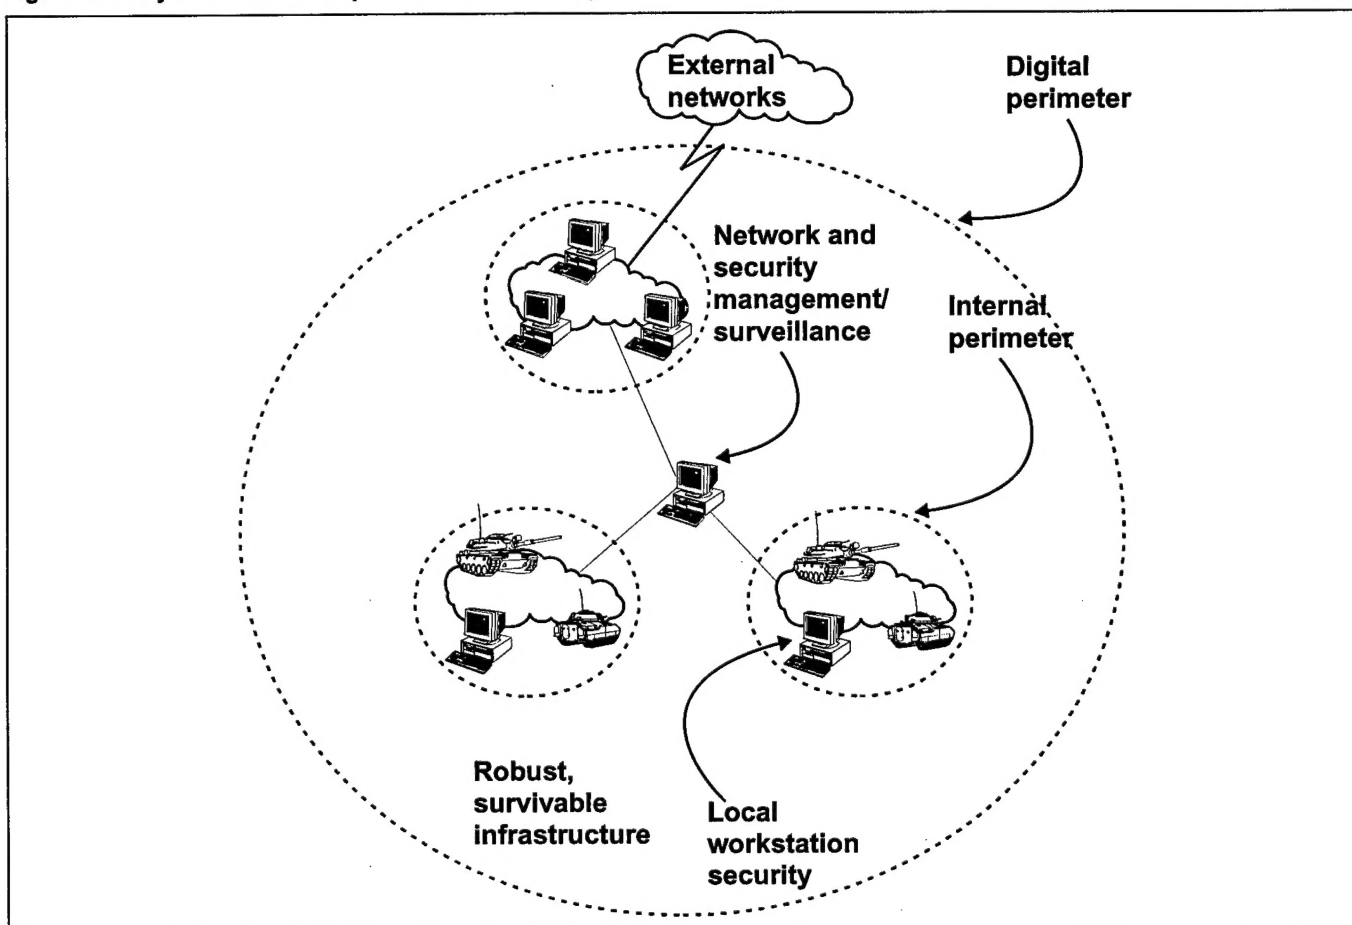 External
networks
Digital
perimeter
Network and
security
management/
surveillance
Internal
perimeter
Robust,
survivable
infrastructure
Local
workstation
security